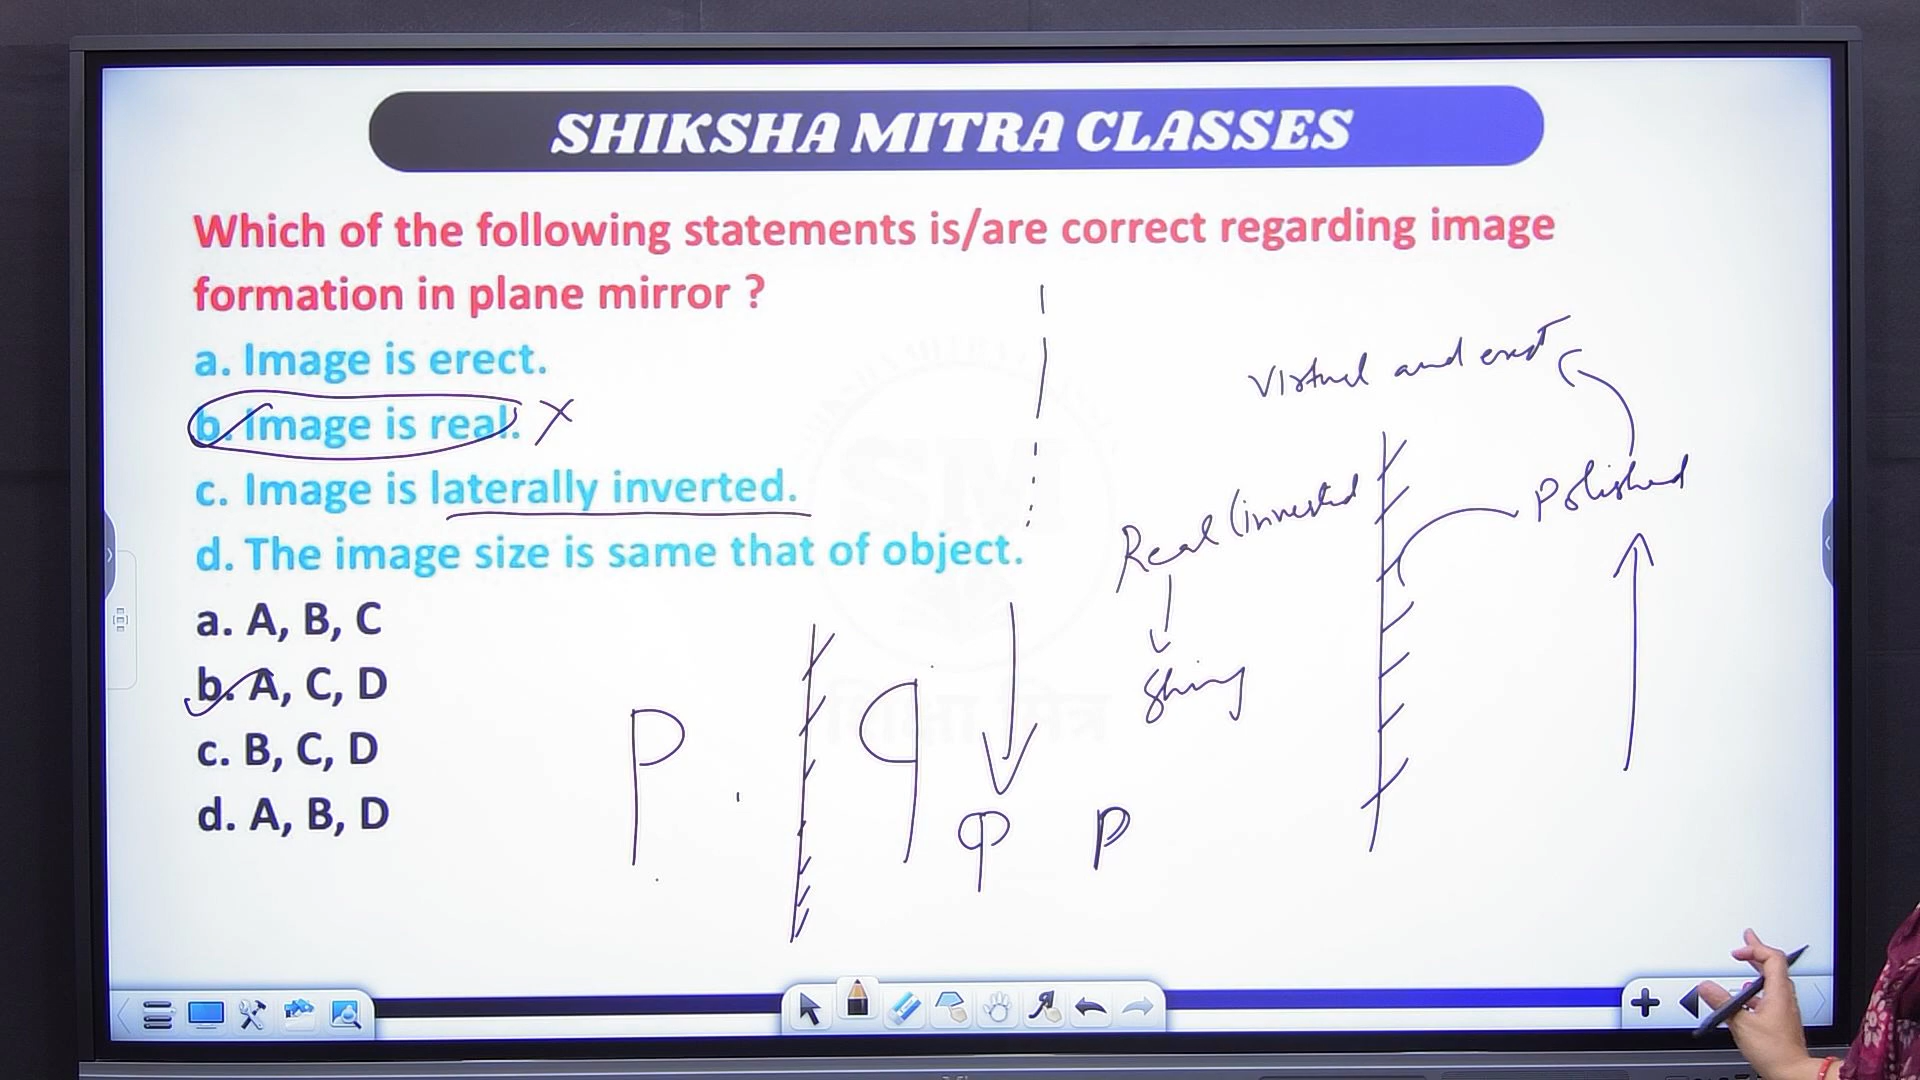 SHIKSHA MITRA CLASSES
Which of the following statements is/are correct regarding image
formation in plane mirror ?
a. Image is erect.
b. Image is real. X
c. Image is laterally inverted.
d. The image size is same that of object.
a. A, B, C
b. A, C, D
c. B, C, D
d. A, B, D
Virtual and erect
Real (inverted
Polished
Shiny
P
P
SM
शिक्षा मित्र